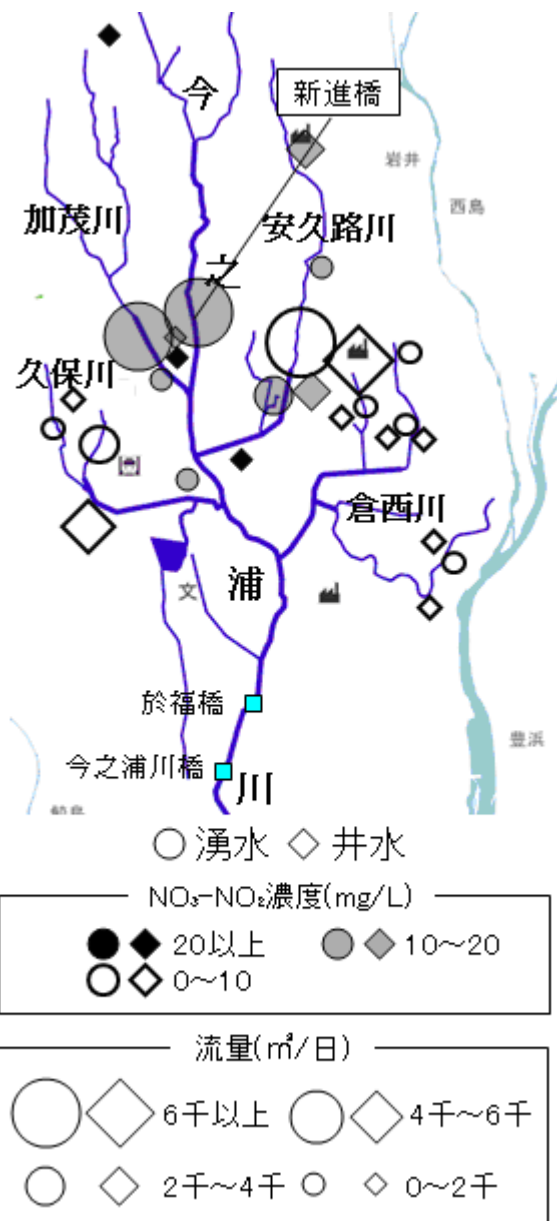 今
新進橋
岩井
西島
加茂川
安久路川
之
久保川
倉西川
浦
文
於福橋
豊浜
今之浦川橋
川
鮫島
○湧水 ◇井水
NO₃-NO₂濃度(mg/L)
●◆20以上 ●◆10～20
○◇0～10
流量(㎥/日)
○◇6千以上 ○◇4千～6千
○◇2千～4千 ○◇0～2千